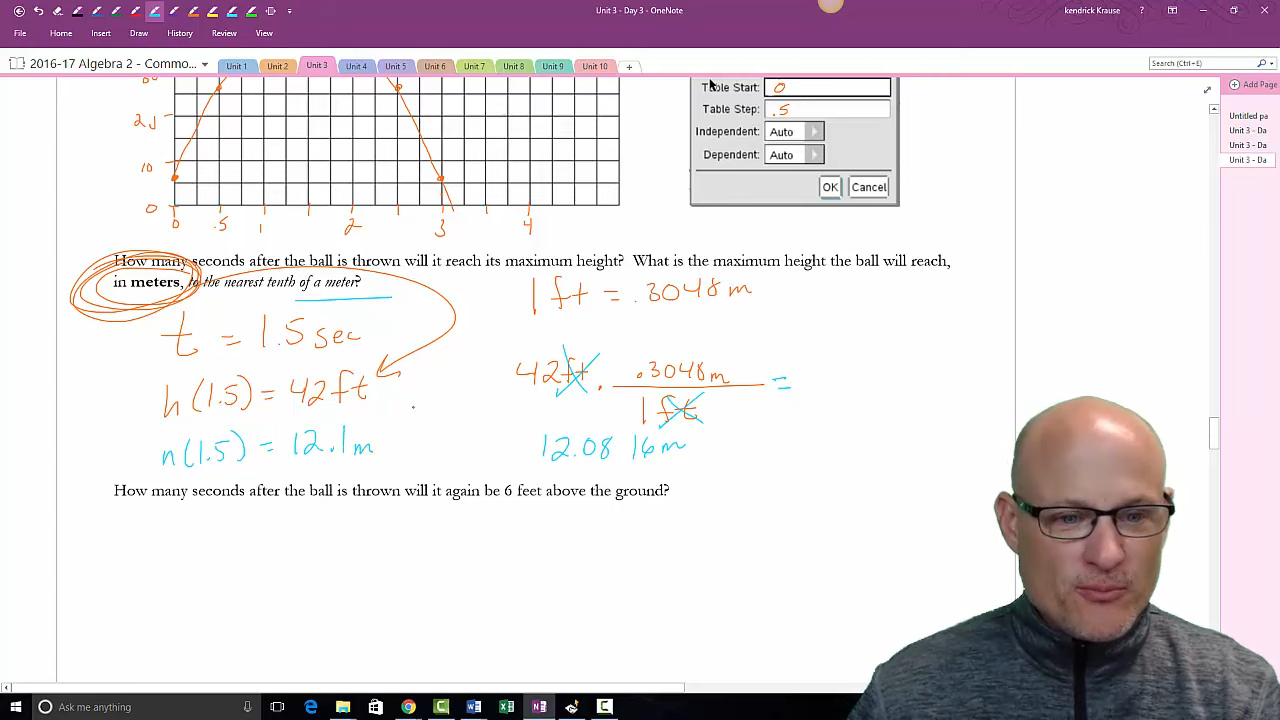 Unit 3 - Day 3 - OneNote
kendrick Krause
?
File Home Insert Draw History Review View
2016-17 Algebra 2 - Commo...
Unit 1 Unit 2 Unit 3 Unit 4 Unit 5 Unit 6 Unit 7 Unit 8 Unit 9 Unit 10 +
Search (Ctrl+E)
Add Page
Untitled pa
Unit 3 - Da
Unit 3 - Da
Unit 3 - Da
10
0
0 .5 1 2 3 4
Table Start: 0
Table Step: .5
Independent: Auto
Dependent: Auto
OK Cancel
How many seconds after the ball is thrown will it reach its maximum height? What is the maximum height the ball will reach,
in meters, to the nearest tenth of a meter?
1 ft = .3048 m
t = 1.5 sec
42 ft · .3048 m =
1 ft
h(1.5) = 42 ft
h(1.5) = 12.1 m
12.08 16 m
How many seconds after the ball is thrown will it again be 6 feet above the ground?
Ask me anything